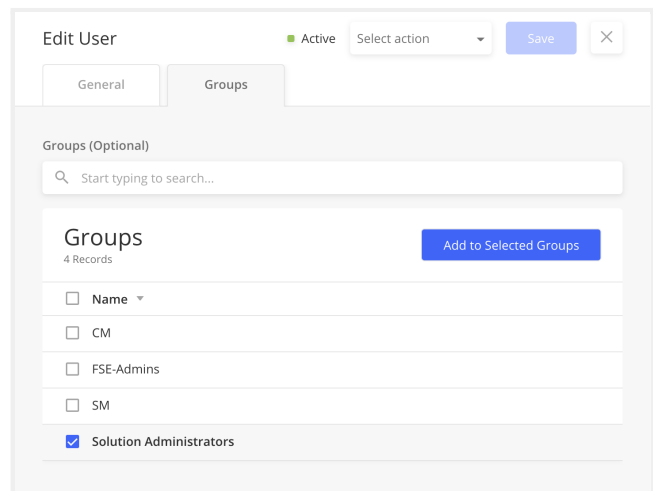 Edit User
Active
Select action
Save
General
Groups
Groups (Optional)
Start typing to search...
Groups
4 Records
Add to Selected Groups
Name
CM
FSE-Admins
SM
Solution Administrators